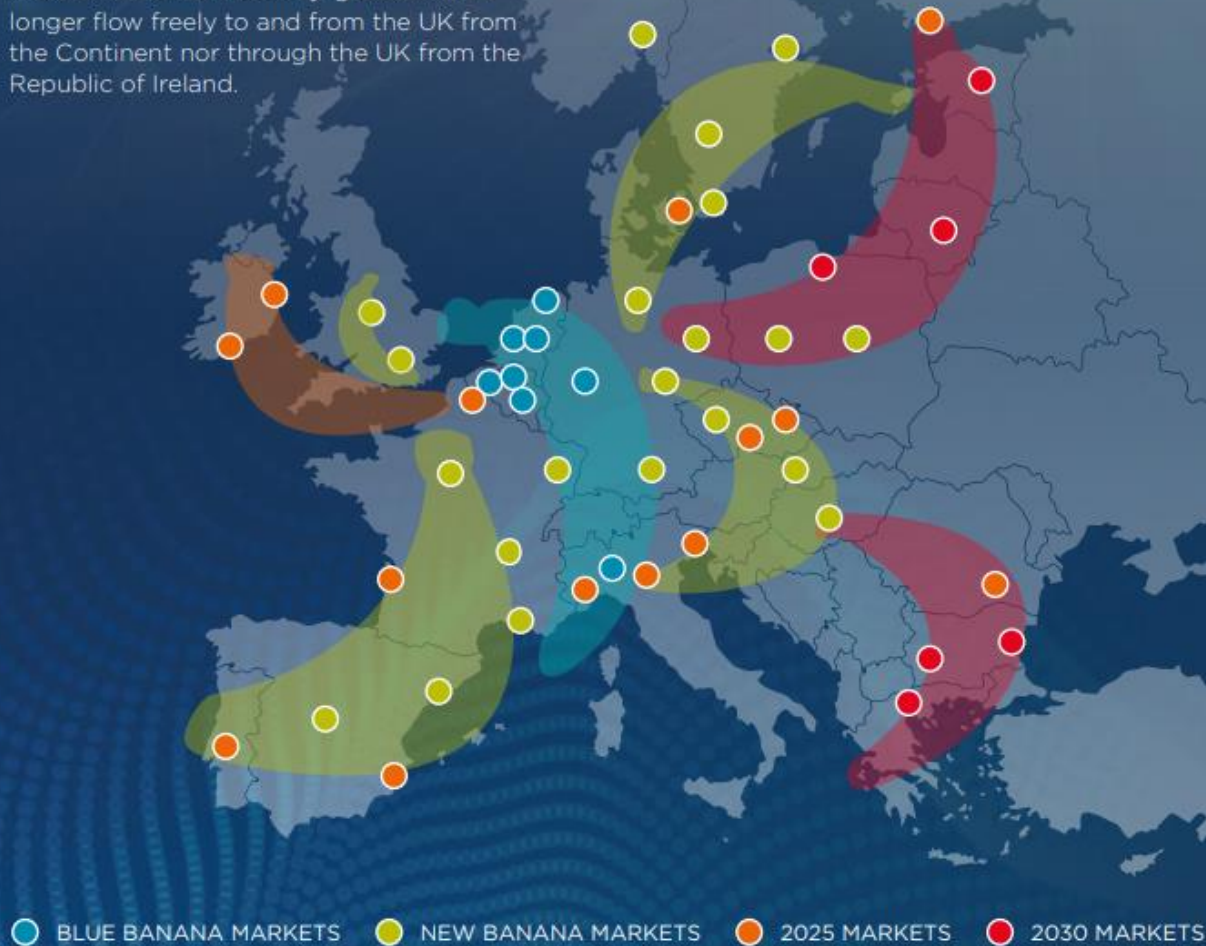 longer flow freely to and from the UK from
the Continent nor through the UK from the
Republic of Ireland.
BLUE BANANA MARKETS
NEW BANANA MARKETS
2025 MARKETS
2030 MARKETS